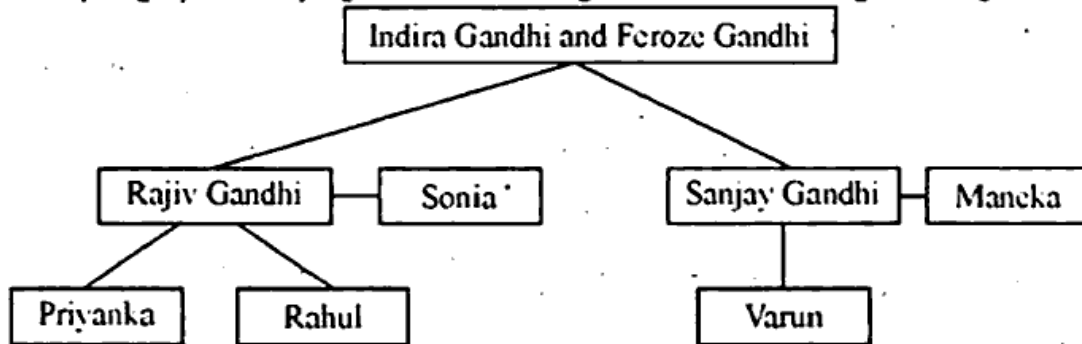 Indira Gandhi and Feroze Gandhi
Rajiv Gandhi Sonia Sanjay Gandhi Maneka
Priyanka Rahul Varun